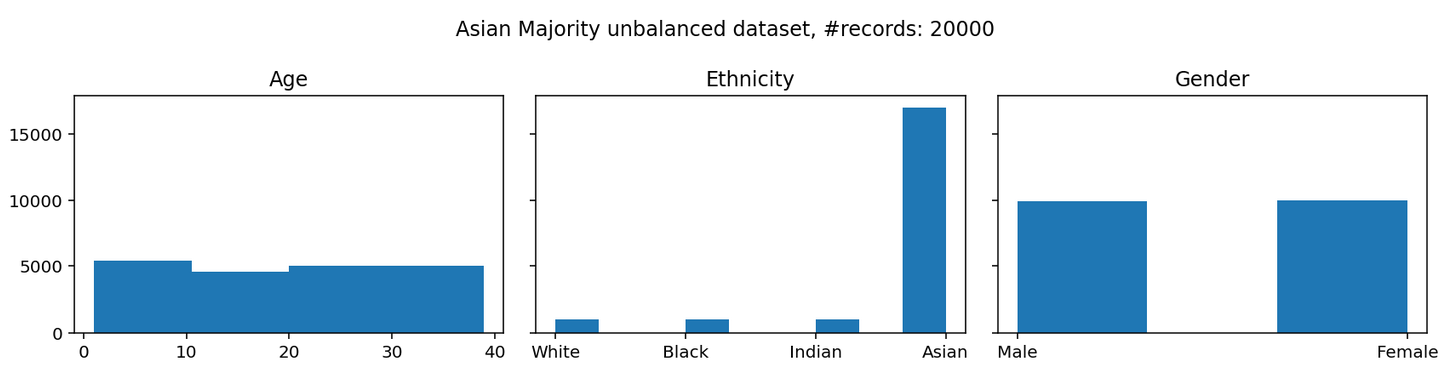 Asian Majority unbalanced dataset, #records: 20000
Age
Ethnicity
Gender
15000
10000
5000
0
0 10 20 30 40
White Black Indian Asian
Male Female